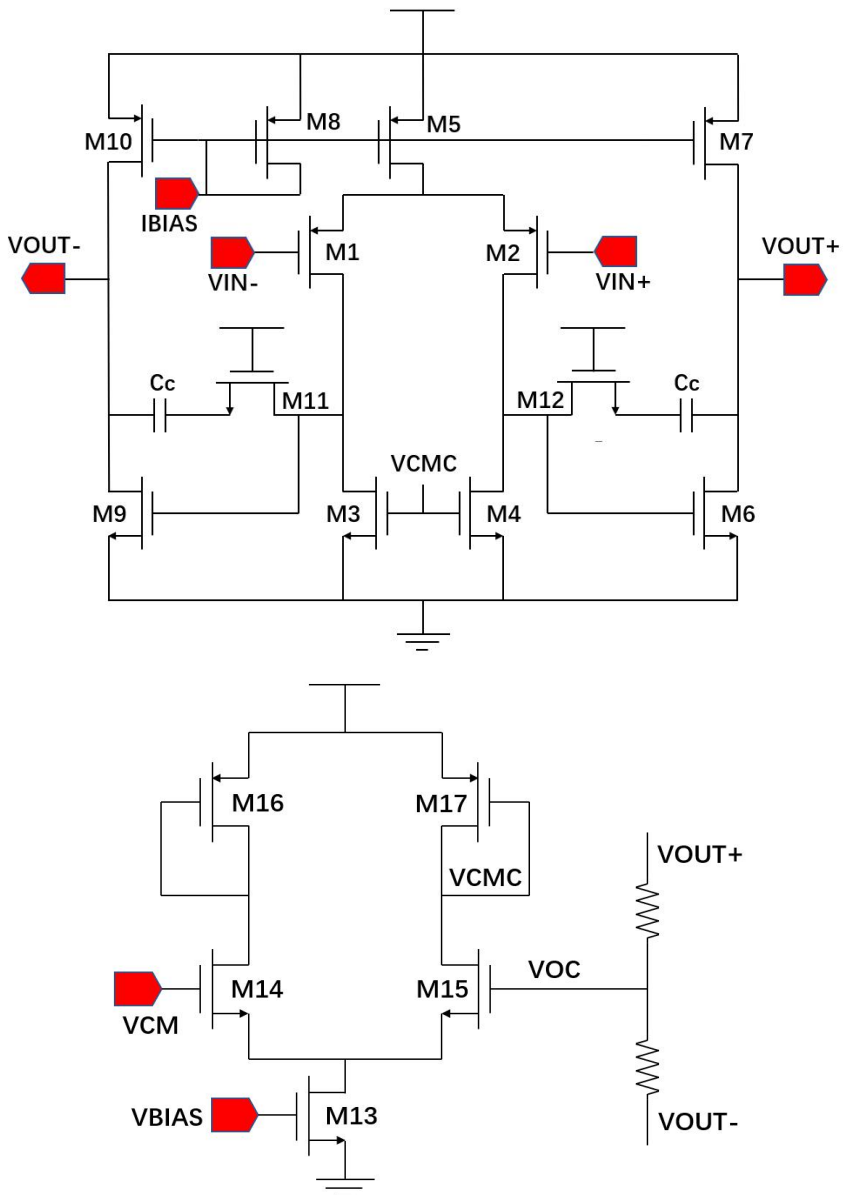 M10
M8
M5
M7
IBIAS
VOUT-
VIN-
M1
M2
VIN+
VOUT+
Cc
M11
M12
Cc
VCMC
M9
M3
M4
M6
M16
M17
VCMC
VOUT+
VCM
M14
M15
VOC
VBIAS
M13
VOUT-